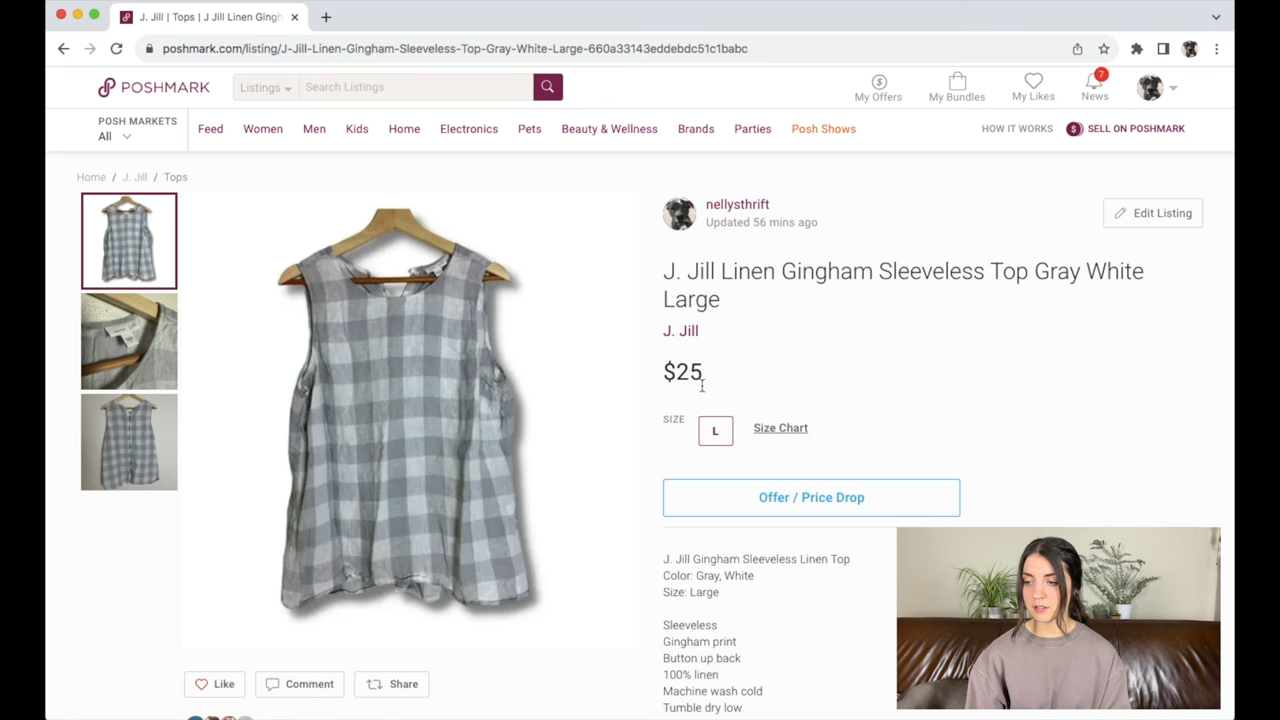 J. Jill | Tops | J Jill Linen Gingh
poshmark.com/listing/J-Jill-Linen-Gingham-Sleeveless-Top-Gray-White-Large-660a33143eddebdc51c1babc
POSHMARK
Listings
Search Listings
My Offers
My Bundles
My Likes
7
News
POSH MARKETS
All
Feed
Women
Men
Kids
Home
Electronics
Pets
Beauty & Wellness
Brands
Parties
Posh Shows
HOW IT WORKS
$ SELL ON POSHMARK
Home / J. Jill / Tops
nellysthrift
Updated 56 mins ago
Edit Listing
J. Jill Linen Gingham Sleeveless Top Gray White
Large
J. Jill
$25
SIZE
L
Size Chart
Offer / Price Drop
J. Jill Gingham Sleeveless Linen Top
Color: Gray, White
Size: Large
Sleeveless
Gingham print
Button up back
100% linen
Machine wash cold
Tumble dry low
Like
Comment
Share